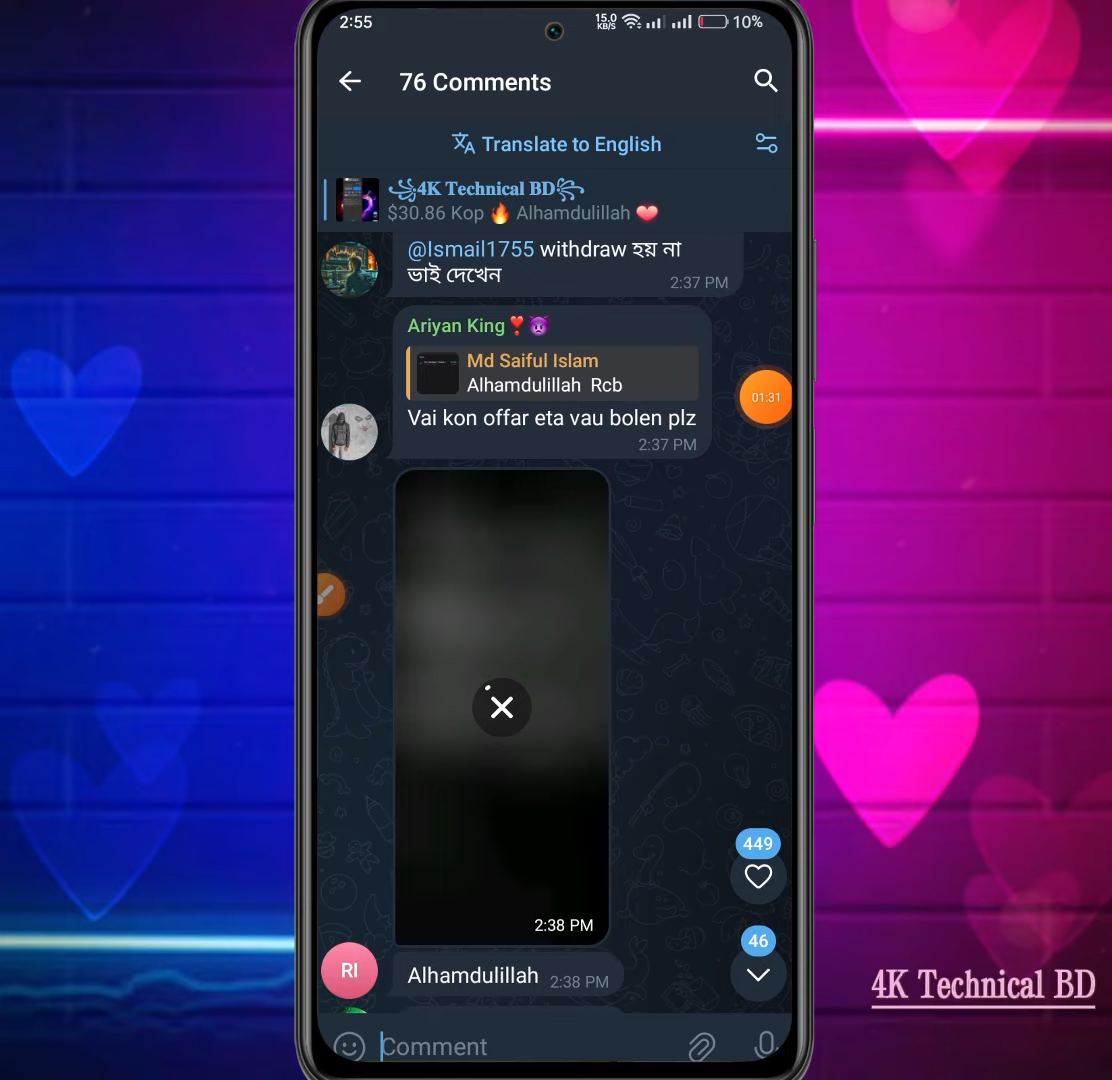 2:55
15.0
KB/S
10%
76 Comments
Translate to English
꧁4K Technical BD꧂
$30.86 Kop 🔥 Alhamdulillah ❤️
@Ismail1755 withdraw হয় না
ভাই দেখেন
2:37 PM
Ariyan King❣️👿
Md Saiful Islam
Alhamdulillah Rcb
01:31
Vai kon offar eta vau bolen plz
2:37 PM
449
2:38 PM
46
RI
Alhamdulillah
2:38 PM
4K Technical BD
Comment